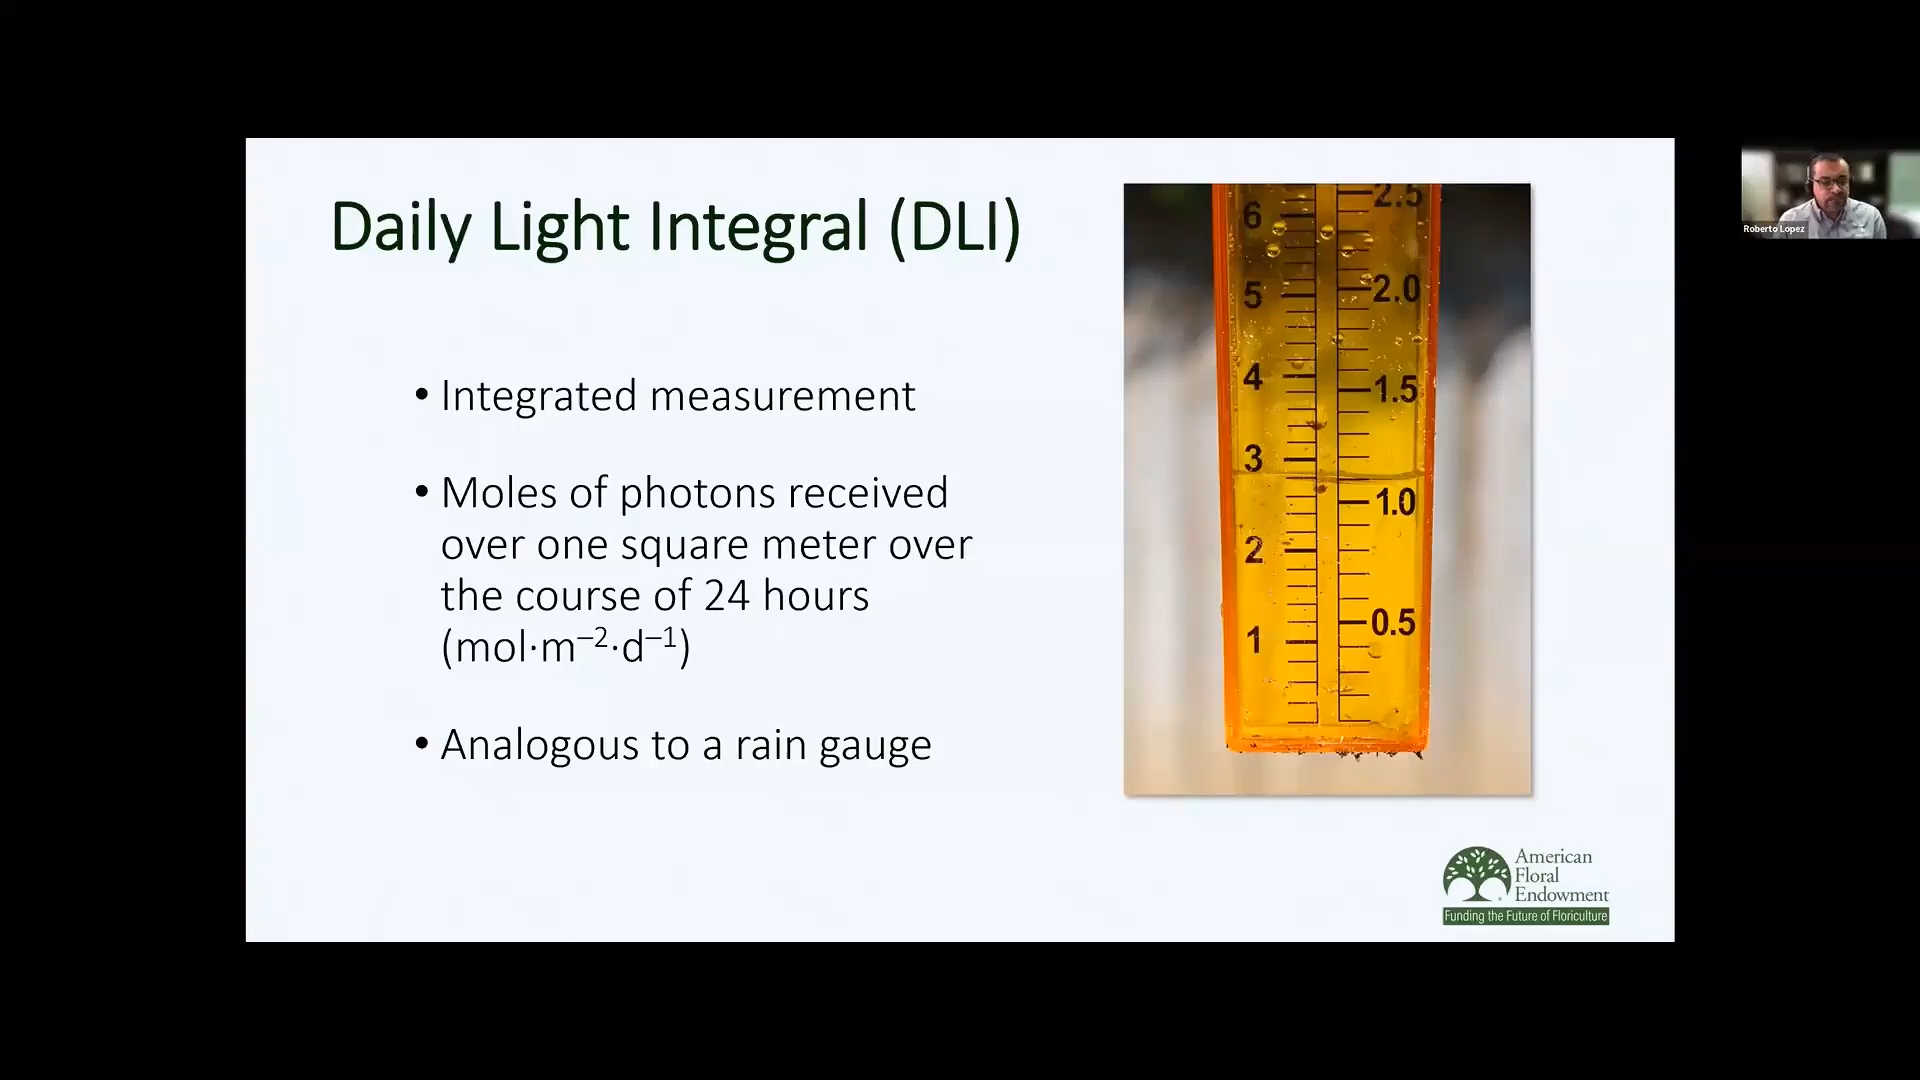 Daily Light Integral (DLI)
• Integrated measurement
• Moles of photons received
over one square meter over
the course of 24 hours
(mol·m⁻²·d⁻¹)
• Analogous to a rain gauge
6
5
4
3
2
1
2.5
2.0
1.5
1.0
0.5
Roberto Lopez
American
Floral
Endowment
Funding the Future of Floriculture